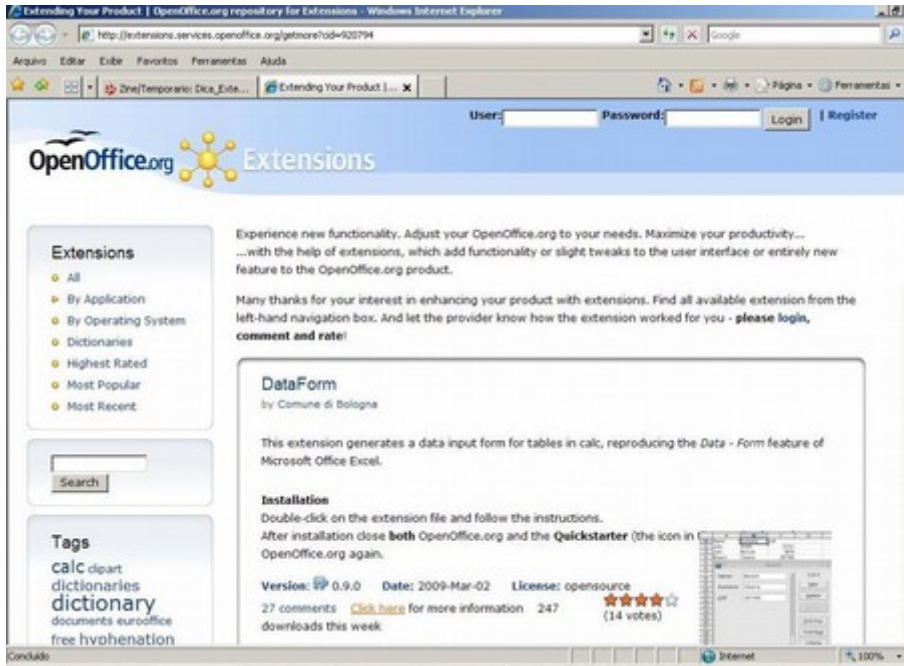 Extending Your Product | OpenOffice.org repository for Extensions - Windows Internet Explorer
http://extensions.services.openoffice.org/getmore?cid=920794
Google
Arquivo Editar Exibir Favoritos Ferramentas Ajuda
Zine/Temporario: Dica_Exte...
Extending Your Product |...
Página
Ferramentas
User:
Password:
Login
| Register
OpenOffice.org
Extensions
Extensions
All
By Application
By Operating System
Dictionaries
Highest Rated
Most Popular
Most Recent
Search
Tags
calc clipart
dictionaries
dictionary
documents eurooffice
free hyphenation
Experience new functionality. Adjust your OpenOffice.org to your needs. Maximize your productivity...
...with the help of extensions, which add functionality or slight tweaks to the user interface or entirely new
feature to the OpenOffice.org product.
Many thanks for your interest in enhancing your product with extensions. Find all available extension from the
left-hand navigation box. And let the provider know how the extension worked for you - please login,
comment and rate!
DataForm
by Comune di Bologna
This extension generates a data input form for tables in calc, reproducing the Data - Form feature of
Microsoft Office Excel.
Installation
Double-click on the extension file and follow the instructions.
After installation close both OpenOffice.org and the Quickstarter (the icon in t
OpenOffice.org again.
Version: 0.9.0 Date: 2009-Mar-02 License: opensource
27 comments Click here for more information 247
downloads this week
(14 votes)
Concluído
Internet
100%